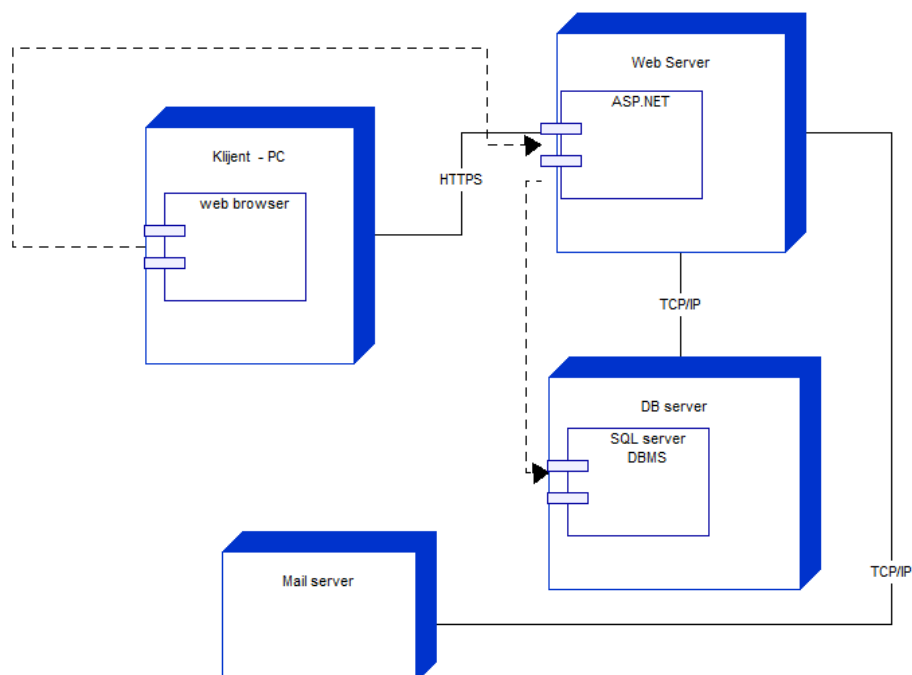 Web Server
ASP.NET
Klijent - PC
web browser
HTTPS
TCP/IP
DB server
SQL server
DBMS
Mail server
TCP/IP